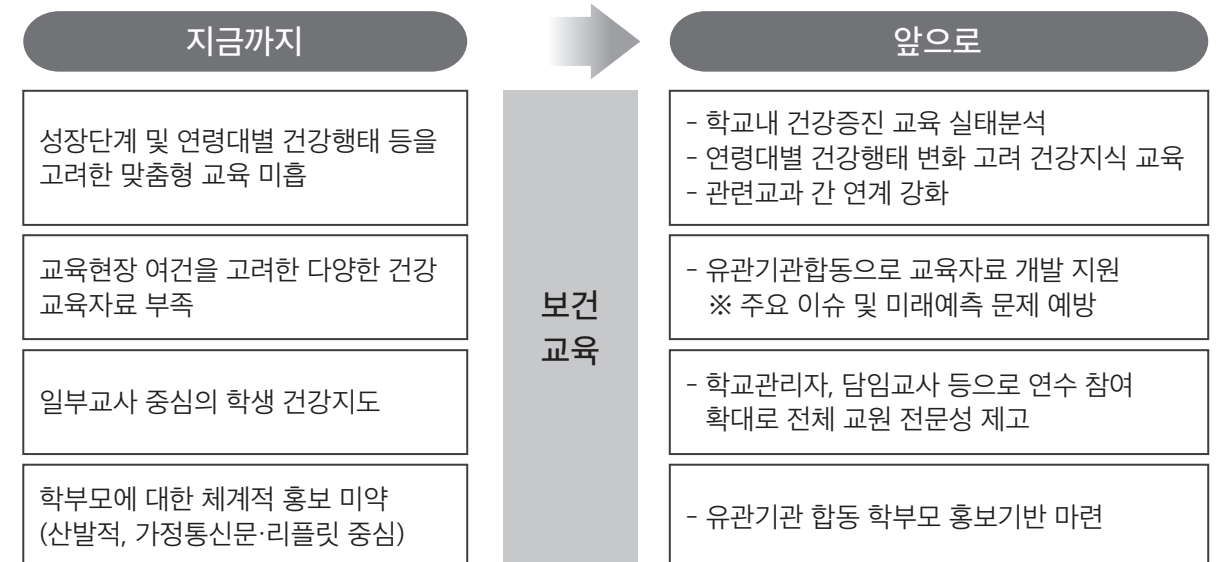 지금까지
앞으로
성장단계 및 연령대별 건강행태 등을
고려한 맞춤형 교육 미흡
교육현장 여건을 고려한 다양한 건강
교육자료 부족
일부교사 중심의 학생 건강지도
학부모에 대한 체계적 홍보 미약
(산발적, 가정통신문·리플릿 중심)
보건
교육
- 학교내 건강증진 교육 실태분석
- 연령대별 건강행태 변화 고려 건강지식 교육
- 관련교과 간 연계 강화
- 유관기관합동으로 교육자료 개발 지원
※ 주요 이슈 및 미래예측 문제 예방
- 학교관리자, 담임교사 등으로 연수 참여
확대로 전체 교원 전문성 제고
- 유관기관 합동 학부모 홍보기반 마련